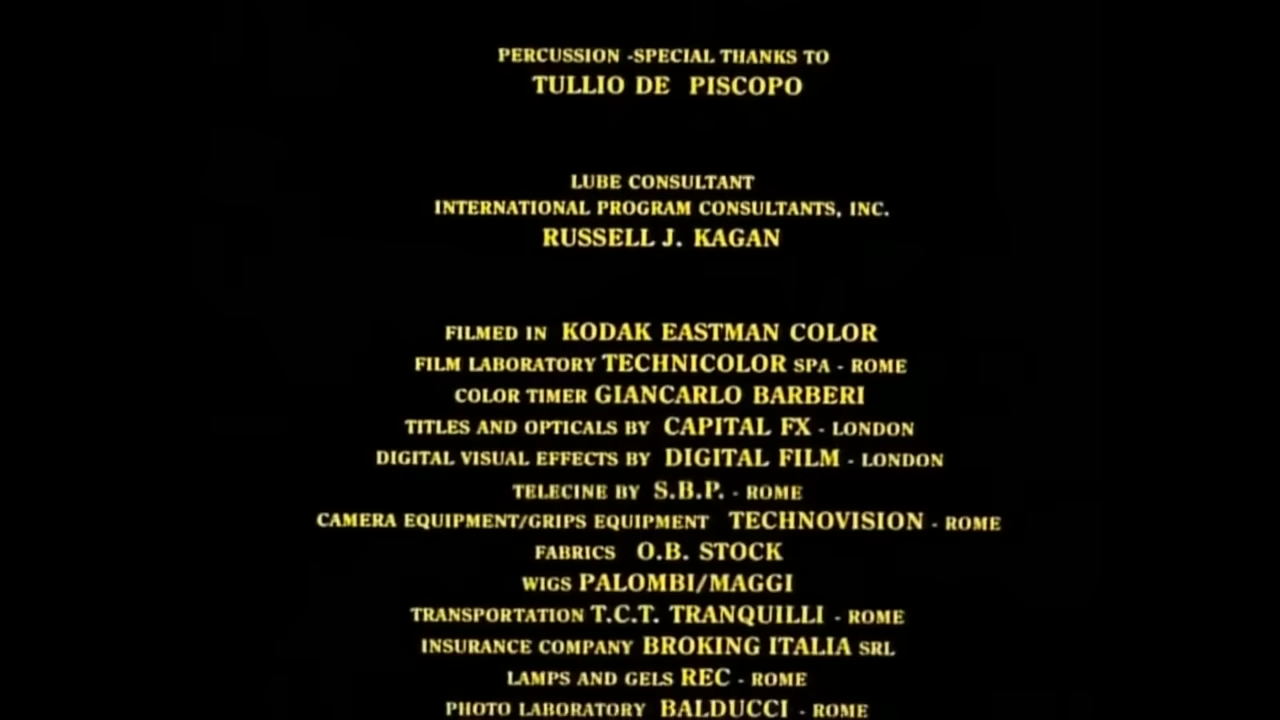 PERCUSSION -SPECIAL THANKS TO
TULLIO DE PISCOPO
LUBE CONSULTANT
INTERNATIONAL PROGRAM CONSULTANTS, INC.
RUSSELL J. KAGAN
FILMED IN KODAK EASTMAN COLOR
FILM LABORATORY TECHNICOLOR SPA - ROME
COLOR TIMER GIANCARLO BARBERI
TITLES AND OPTICALS BY CAPITAL FX - LONDON
DIGITAL VISUAL EFFECTS BY DIGITAL FILM - LONDON
TELECINE BY S.B.P. - ROME
CAMERA EQUIPMENT/GRIPS EQUIPMENT TECHNOVISION - ROME
FABRICS O.B. STOCK
WIGS PALOMBI/MAGGI
TRANSPORTATION T.C.T. TRANQUILLI - ROME
INSURANCE COMPANY BROKING ITALIA SRL
LAMPS AND GELS REC - ROME
PHOTO LABORATORY BALDUCCI - ROME